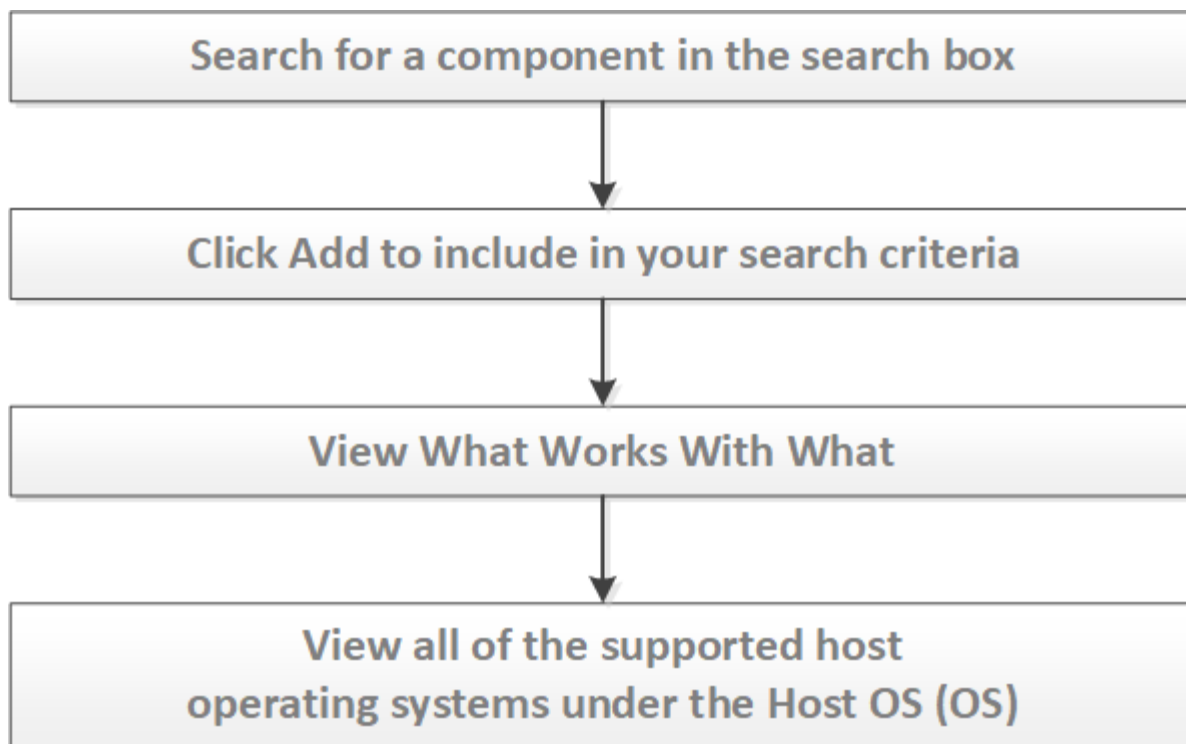 Search for a component in the search box
Click Add to include in your search criteria
View What Works With What
View all of the supported host
operating systems under the Host OS (OS)